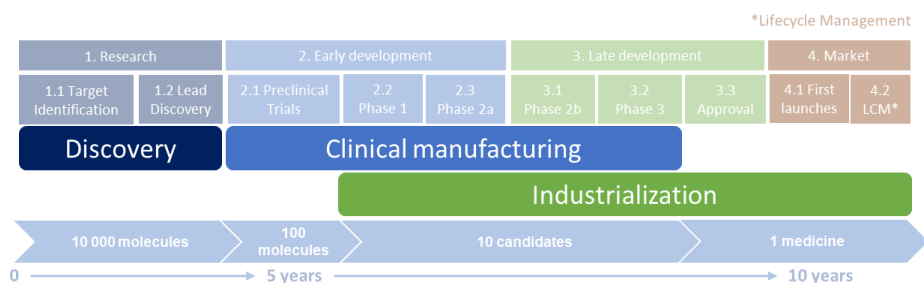 *Lifecycle Management
1. Research
2. Early development
3. Late development
4. Market
1.1 Target
Identification
1.2 Lead
Discovery
2.1 Preclinical
Trials
2.2
Phase 1
2.3
Phase 2a
3.1
Phase 2b
3.2
Phase 3
3.3
Approval
4.1 First
launches
4.2
LCM*
Discovery
Clinical manufacturing
Industrialization
10 000 molecules
100
molecules
10 candidates
1 medicine
0
5 years
10 years